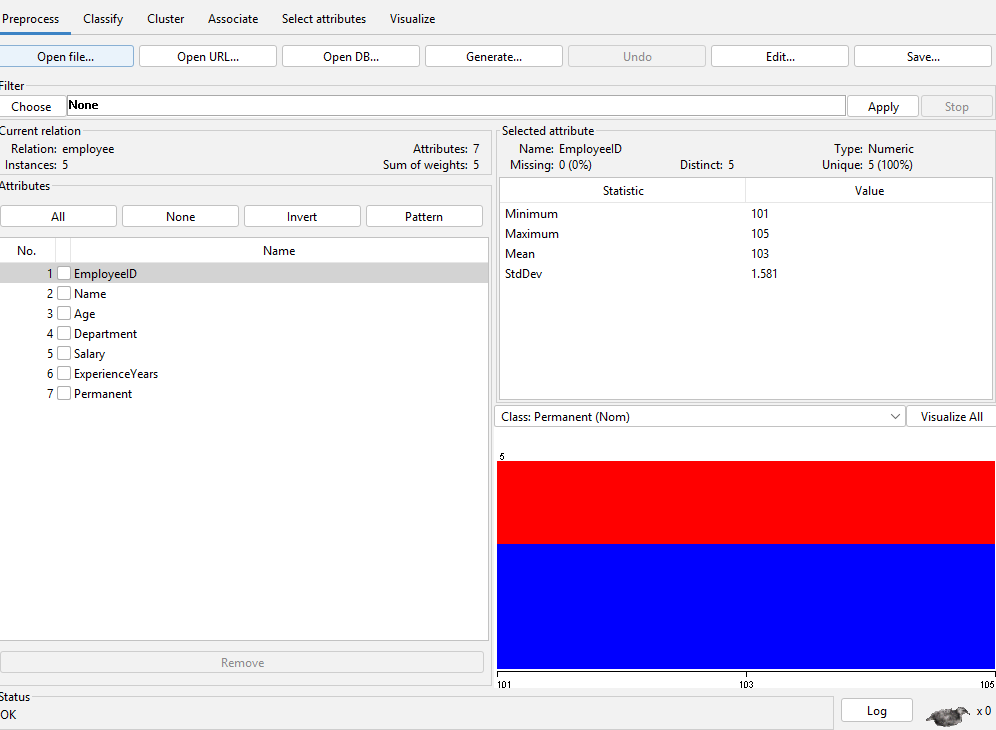 Preprocess Classify Cluster Associate Select attributes Visualize
Open file... Open URL... Open DB... Generate... Undo Edit... Save...
Filter
Choose None Apply Stop
Current relation
Relation: employee Attributes: 7
Instances: 5 Sum of weights: 5
Attributes
All None Invert Pattern
No. Name
1 EmployeeID
2 Name
3 Age
4 Department
5 Salary
6 ExperienceYears
7 Permanent
Remove
Selected attribute
Name: EmployeeID Type: Numeric
Missing: 0 (0%) Distinct: 5 Unique: 5 (100%)
Statistic Value
Minimum 101
Maximum 105
Mean 103
StdDev 1.581
Class: Permanent (Nom) Visualize All
5
101 103 105
Status
OK Log x 0